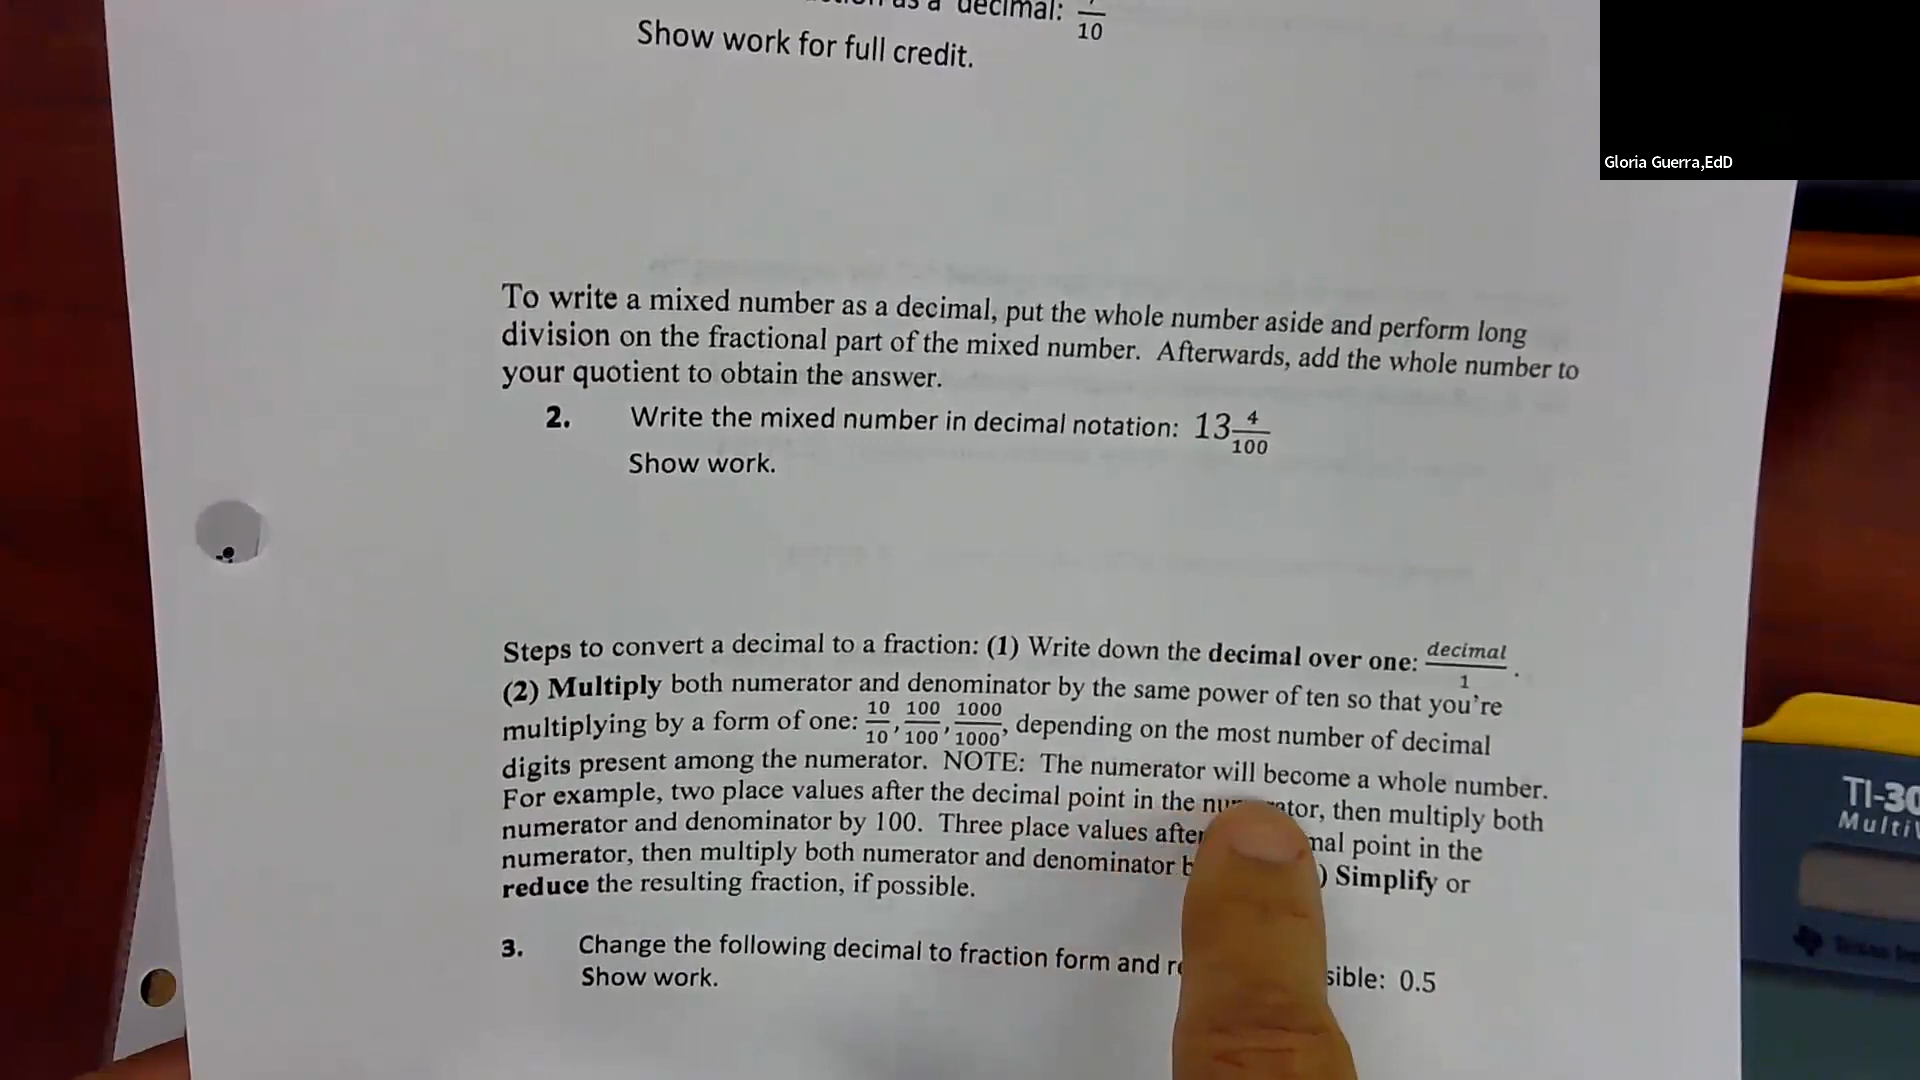 as a decimal:
10
Show work for full credit.
Gloria Guerra,EdD
To write a mixed number as a decimal, put the whole number aside and perform long
division on the fractional part of the mixed number. Afterwards, add the whole number to
your quotient to obtain the answer.
2. Write the mixed number in decimal notation: 13 4/100
Show work.
Steps to convert a decimal to a fraction: (1) Write down the decimal over one: decimal/1 .
(2) Multiply both numerator and denominator by the same power of ten so that you're
multiplying by a form of one: 10/10, 100/100, 1000/1000, depending on the most number of decimal
digits present among the numerator. NOTE: The numerator will become a whole number.
For example, two place values after the decimal point in the then multiply both
numerator and denominator by 100. Three place values after point in the
numerator, then multiply both numerator and denominator ) Simplify or
reduce the resulting fraction, if possible.
3. Change the following decimal to fraction form and 0.5
Show work.
TI-30
Multi